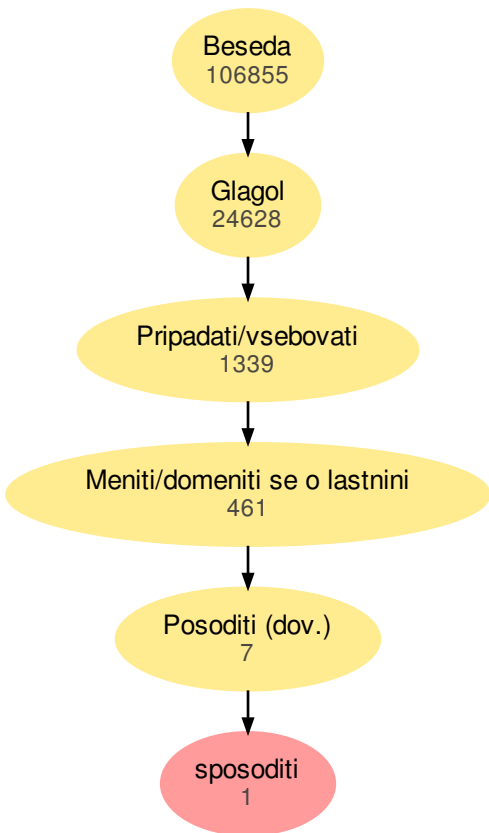 Beseda
106855
Glagol
24628
Pripadati/vsebovati
1339
Meniti/domeniti se o lastnini
461
Posoditi (dov.)
7
sposoditi
1